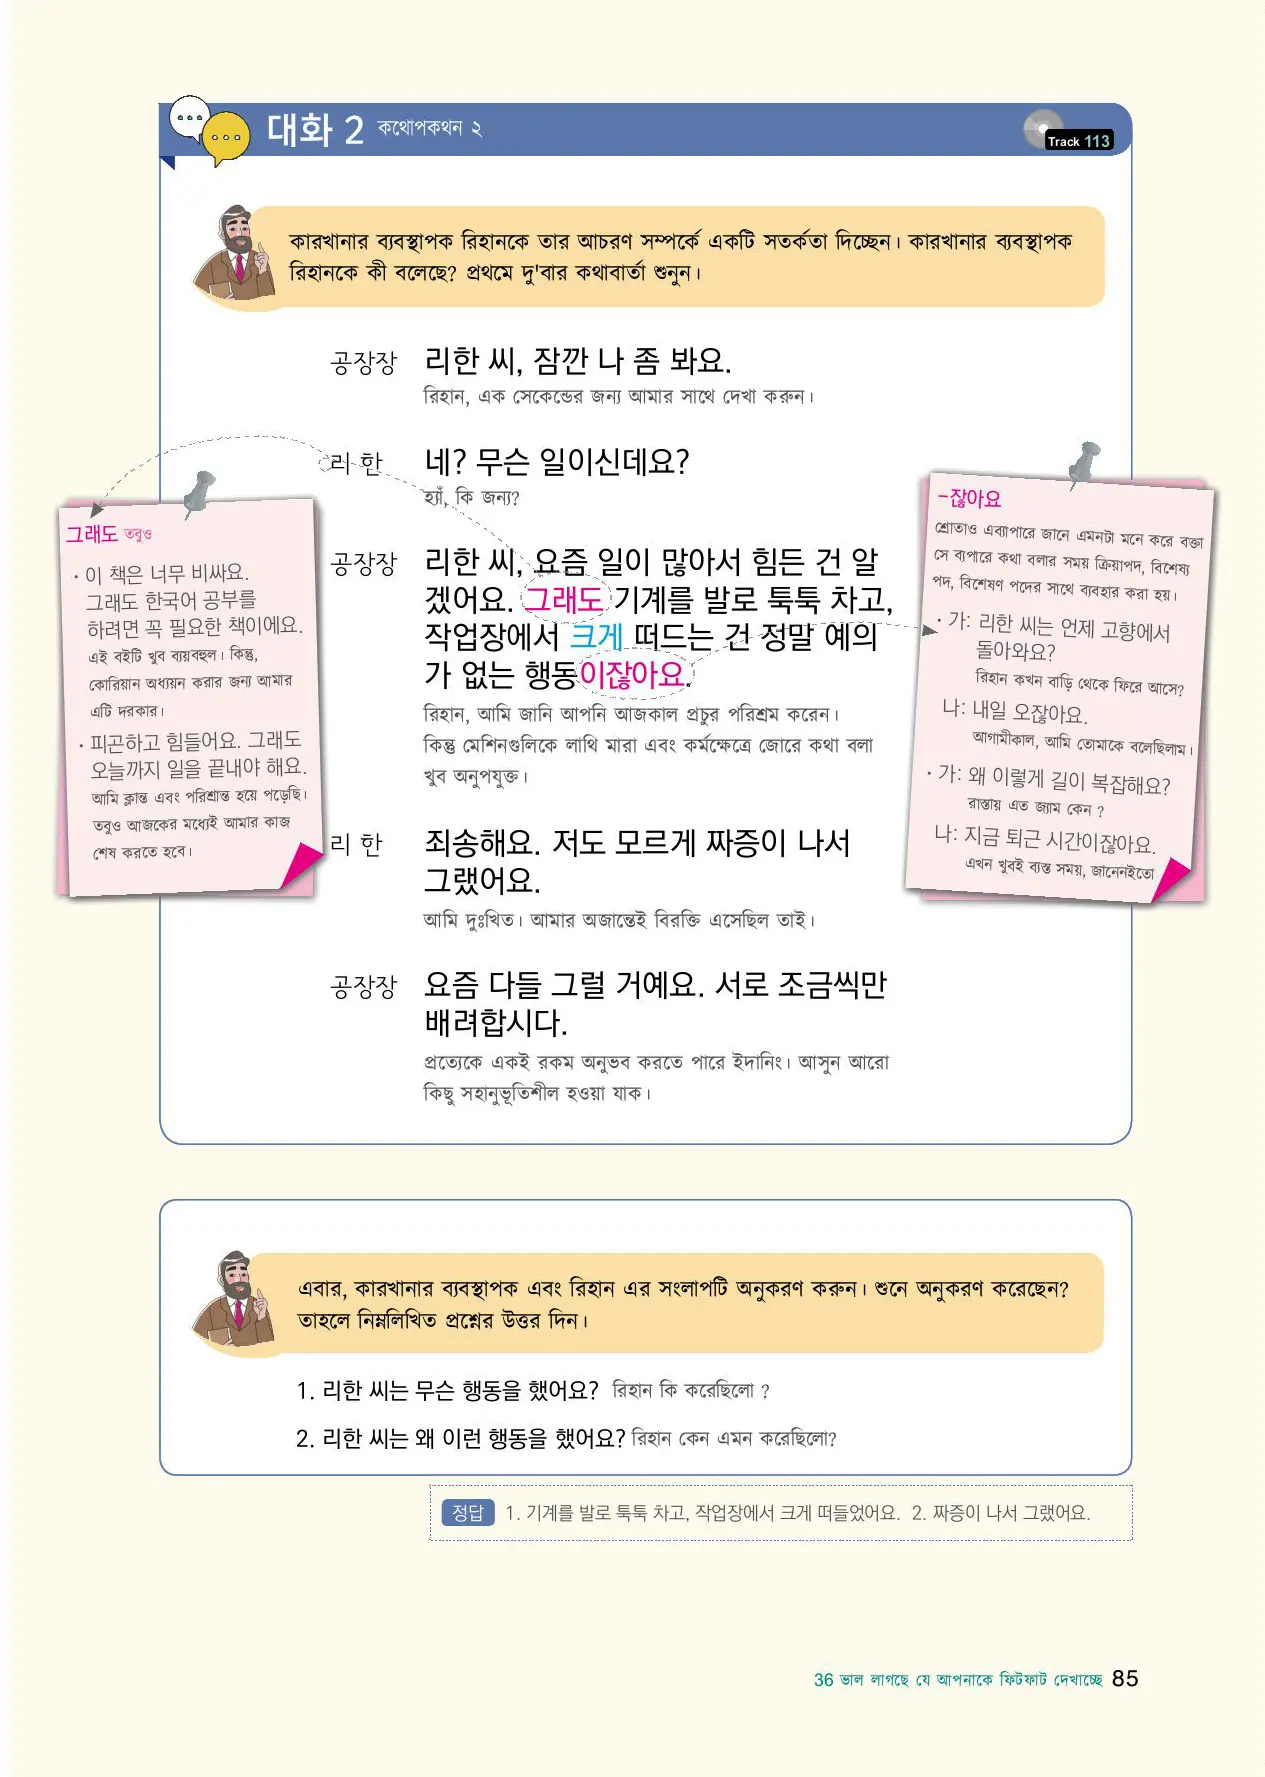 대화 2 কথোপকথন ২
Track 113
কারখানার ব্যবস্থাপক রিহানকে তার আচরণ সম্পর্কে একটি সতর্কতা দিচ্ছেন। কারখানার ব্যবস্থাপক
রিহানকে কী বলেছে? প্রথমে দু'বার কথাবার্তা শুনুন।
공장장 리한 씨, 잠깐 나 좀 봐요.
রিহান, এক সেকেন্ডের জন্য আমার সাথে দেখা করুন।
리 한 네? 무슨 일이신데요?
হ্যাঁ, কি জন্য?
공장장 리한 씨, 요즘 일이 많아서 힘든 건 알
겠어요. 그래도 기계를 발로 툭툭 차고,
작업장에서 크게 떠드는 건 정말 예의
가 없는 행동이잖아요.
রিহান, আমি জানি আপনি আজকাল প্রচুর পরিশ্রম করেন।
কিন্তু মেশিনগুলিকে লাথি মারা এবং কর্মক্ষেত্রে জোরে কথা বলা
খুব অনুপযুক্ত।
리 한 죄송해요. 저도 모르게 짜증이 나서
그랬어요.
আমি দুঃখিত। আমার অজান্তেই বিরক্তি এসেছিল তাই।
공장장 요즘 다들 그럴 거예요. 서로 조금씩만
배려합시다.
প্রত্যেকে একই রকম অনুভব করতে পারে ইদানিং। আসুন আরো
কিছু সহানুভূতিশীল হওয়া যাক।
그래도 তবুও
· 이 책은 너무 비싸요.
그래도 한국어 공부를
하려면 꼭 필요한 책이에요.
এই বইটি খুব ব্যয়বহুল। কিন্তু,
কোরিয়ান অধ্যয়ন করার জন্য আমার
এটি দরকার।
· 피곤하고 힘들어요. 그래도
오늘까지 일을 끝내야 해요.
আমি ক্লান্ত এবং পরিশ্রান্ত হয়ে পড়েছি।
তবুও আজকের মধ্যেই আমার কাজ
শেষ করতে হবে।
-잖아요
শ্রোতাও এব্যাপারে জানে এমনটা মনে করে বক্তা
সে ব্যপারে কথা বলার সময় ক্রিয়াপদ, বিশেষ্য
পদ, বিশেষণ পদের সাথে ব্যবহার করা হয়।
· 가: 리한 씨는 언제 고향에서
돌아와요?
রিহান কখন বাড়ি থেকে ফিরে আসে?
나: 내일 오잖아요.
আগামীকাল, আমি তোমাকে বলেছিলাম।
· 가: 왜 이렇게 길이 복잡해요?
রাস্তায় এত জ্যাম কেন ?
나: 지금 퇴근 시간이잖아요.
এখন খুবই ব্যস্ত সময়, জানেনইতো
এবার, কারখানার ব্যবস্থাপক এবং রিহান এর সংলাপটি অনুকরণ করুন। শুনে অনুকরণ করেছেন?
তাহলে নিম্নলিখিত প্রশ্নের উত্তর দিন।
1. 리한 씨는 무슨 행동을 했어요? রিহান কি করেছিলো ?
2. 리한 씨는 왜 이런 행동을 했어요? রিহান কেন এমন করেছিলো?
정답 1. 기계를 발로 툭툭 차고, 작업장에서 크게 떠들었어요. 2. 짜증이 나서 그랬어요.
36 ভাল লাগছে যে আপনাকে ফিটফাট দেখাচ্ছে 85